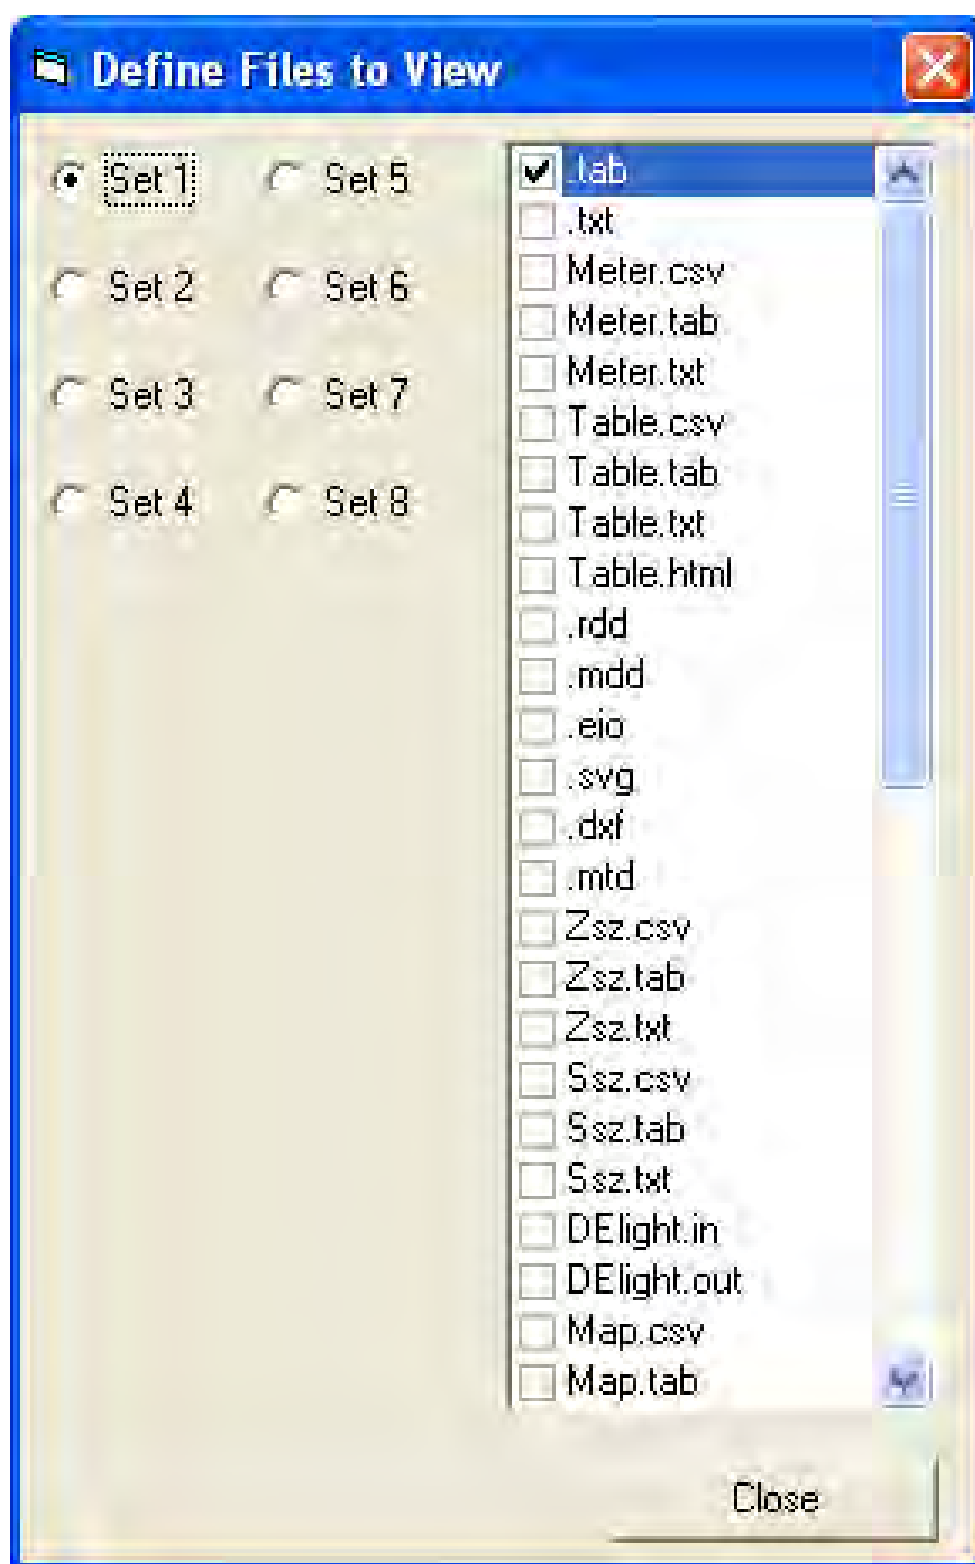 Define Files to View
Set 1
Set 5
Set 2
Set 6
Set 3
Set 7
Set 4
Set 8
.tab
.txt
Meter.csv
Meter.tab
Meter.txt
Table.csv
Table.tab
Table.txt
Table.html
.rdd
.mdd
.eio
.svg
.dxf
.mtd
Zsz.csv
Zsz.tab
Zsz.txt
Ssz.csv
Ssz.tab
Ssz.txt
DElight.in
DElight.out
Map.csv
Map.tab
Close